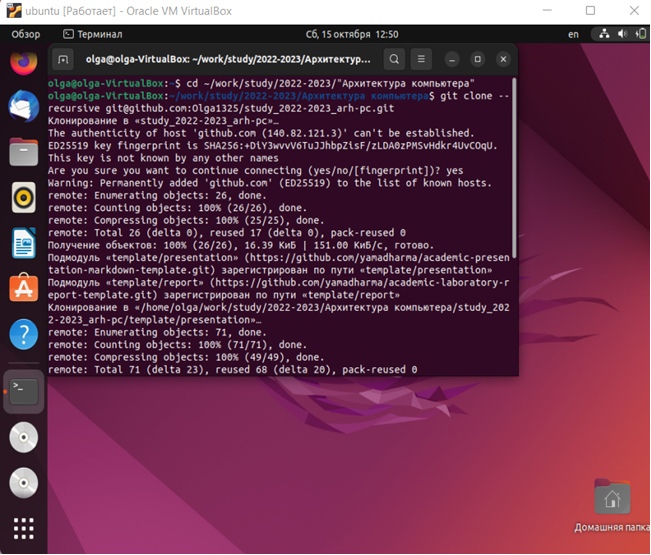 ubuntu [Работает] - Oracle VM VirtualBox
Обзор Терминал Сб, 15 октября 12:50 en
olga@olga-VirtualBox: ~/work/study/2022-2023/Архитектур...
olga@olga-VirtualBox:~$ cd ~/work/study/2022-2023/"Архитектура компьютера"
olga@olga-VirtualBox:~/work/study/2022-2023/Архитектура компьютера$ git clone --
recursive git@github.com:Olga1325/study_2022-2023_arh-pc.git
Клонирование в «study_2022-2023_arh-pc»…
The authenticity of host 'github.com (140.82.121.3)' can't be established.
ED25519 key fingerprint is SHA256:+DiY3wvvV6TuJJhbpZisF/zLDA0zPMSvHdkr4UvCOqU.
This key is not known by any other names
Are you sure you want to continue connecting (yes/no/[fingerprint])? yes
Warning: Permanently added 'github.com' (ED25519) to the list of known hosts.
remote: Enumerating objects: 26, done.
remote: Counting objects: 100% (26/26), done.
remote: Compressing objects: 100% (25/25), done.
remote: Total 26 (delta 0), reused 17 (delta 0), pack-reused 0
Получение объектов: 100% (26/26), 16.39 КиБ | 151.00 КиБ/с, готово.
Подмодуль «template/presentation» (https://github.com/yamadharma/academic-presen
tation-markdown-template.git) зарегистрирован по пути «template/presentation»
Подмодуль «template/report» (https://github.com/yamadharma/academic-laboratory-r
eport-template.git) зарегистрирован по пути «template/report»
Клонирование в «/home/olga/work/study/2022-2023/Архитектура компьютера/study_202
2-2023_arh-pc/template/presentation»…
remote: Enumerating objects: 71, done.
remote: Counting objects: 100% (71/71), done.
remote: Compressing objects: 100% (49/49), done.
remote: Total 71 (delta 23), reused 68 (delta 20), pack-reused 0
Домашняя папка